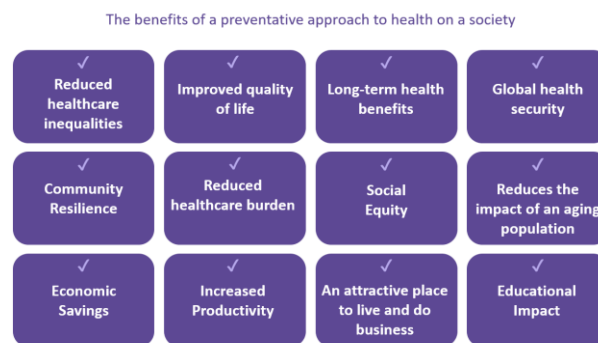 The benefits of a preventative approach to health on a society
✓
Reduced
healthcare
inequalities
✓
Improved quality
of life
✓
Long-term health
benefits
✓
Global health
security
✓
Community
Resilience
✓
Reduced
healthcare burden
✓
Social
Equity
✓
Reduces the
impact of an aging
population
✓
Economic
Savings
✓
Increased
Productivity
✓
An attractive place
to live and do
business
✓
Educational
Impact